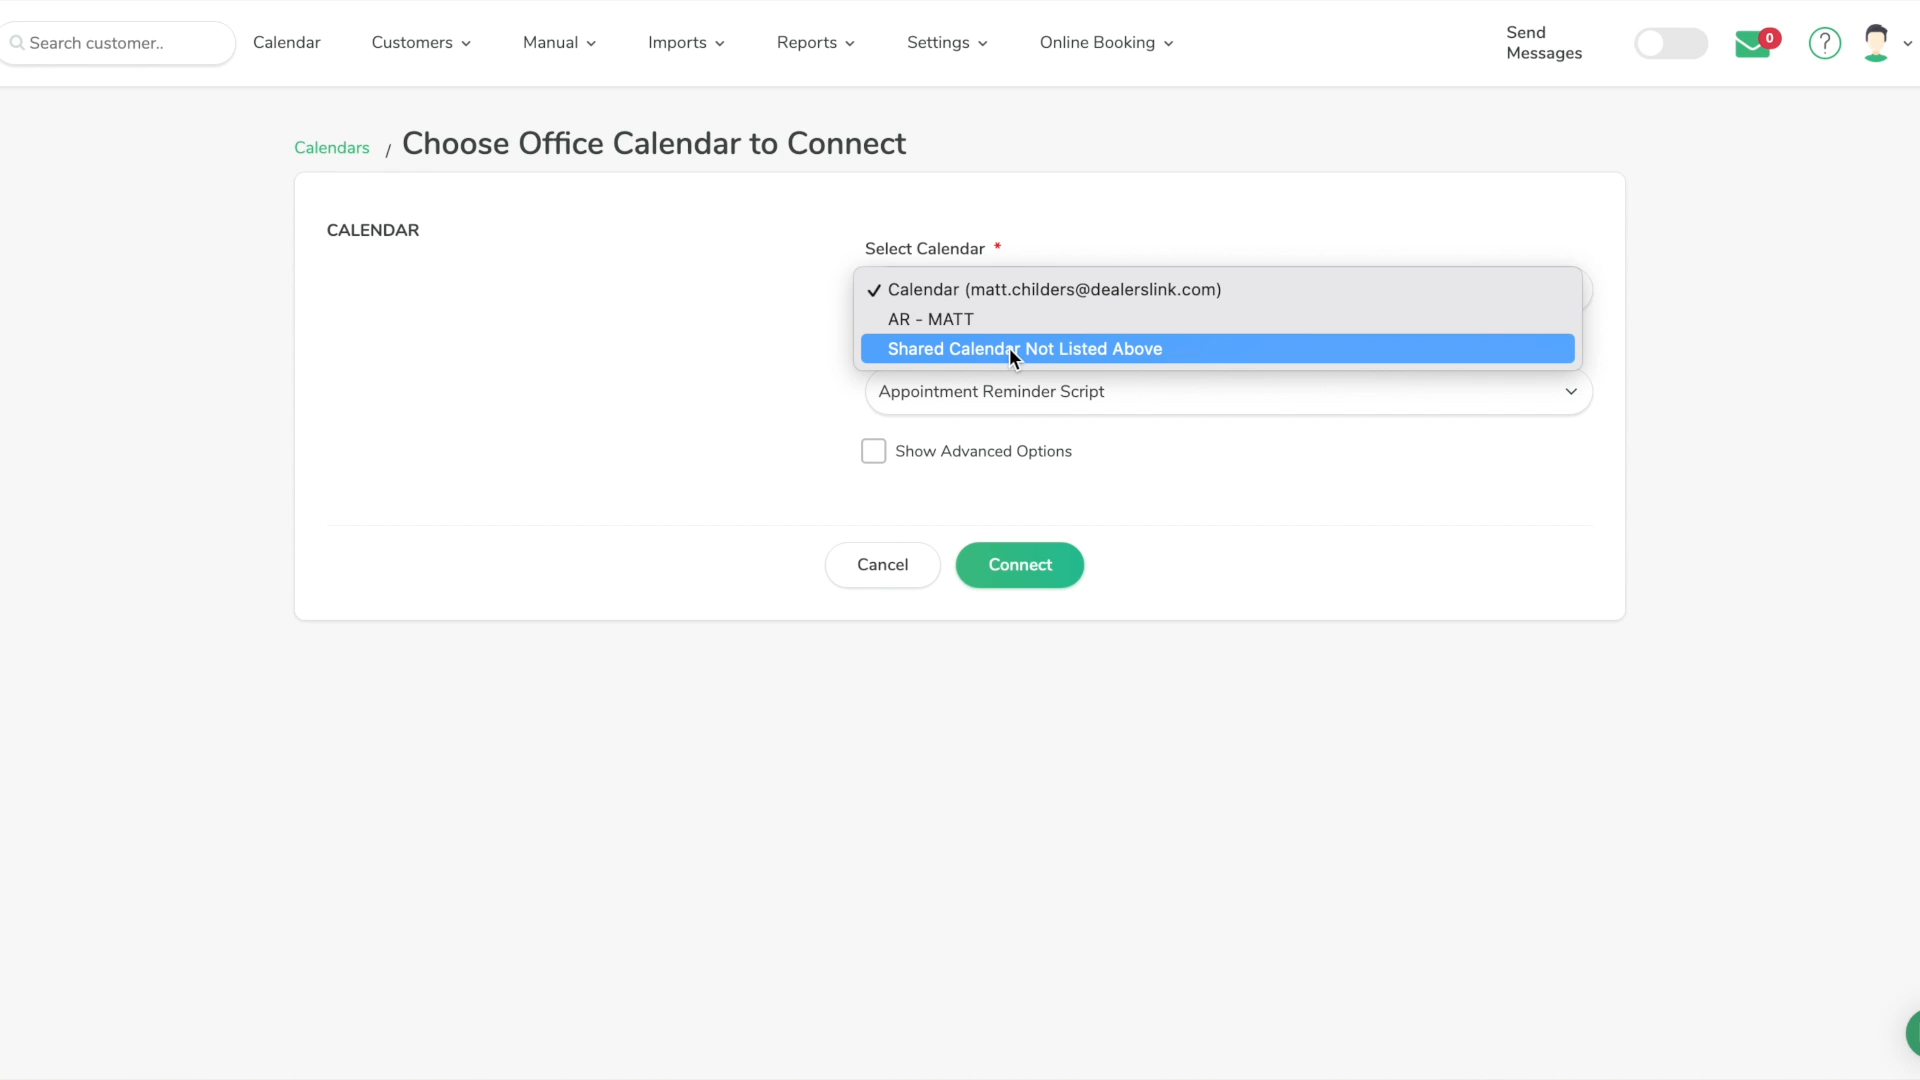 Search customer..
Calendar
Customers
Manual
Imports
Reports
Settings
Online Booking
Send
Messages
0
?
Calendars / Choose Office Calendar to Connect
CALENDAR
Select Calendar *
✓ Calendar (matt.childers@dealerslink.com)
AR - MATT
Shared Calendar Not Listed Above
Appointment Reminder Script
Show Advanced Options
Cancel
Connect